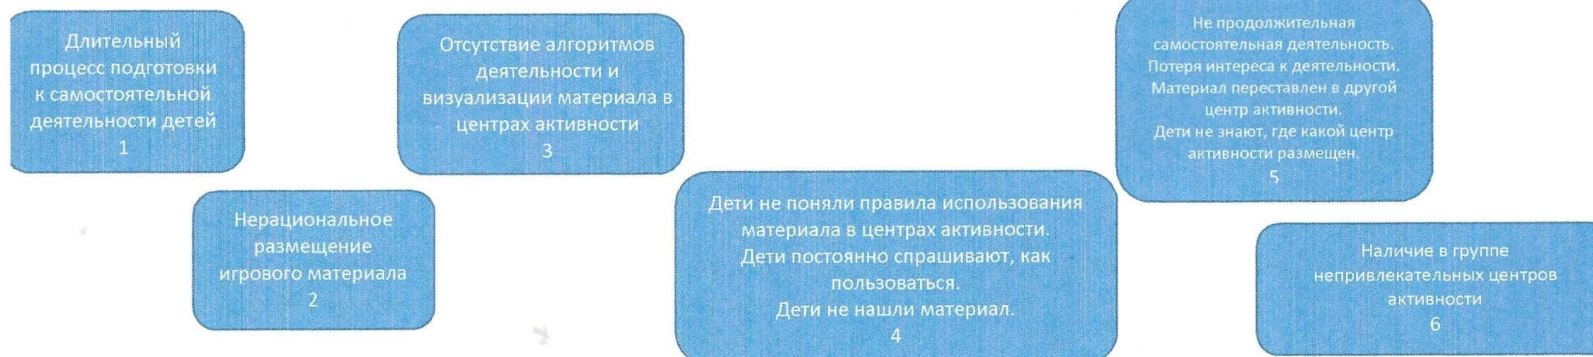 Длительный
процесс подготовки
к самостоятельной
деятельности детей
1
Нерациональное
размещение
игрового материала
2
Отсутствие алгоритмов
деятельности и
визуализации материала в
центрах активности
3
Дети не поняли правила использования
материала в центрах активности.
Дети постоянно спрашивают, как
пользоваться.
Дети не нашли материал.
4
Не продолжительная
самостоятельная деятельность.
Потеря интереса к деятельности.
Материал переставлен в другой
центр активности.
Дети не знают, где какой центр
активности размещен.
5
Наличие в группе
непривлекательных центров
активности
6